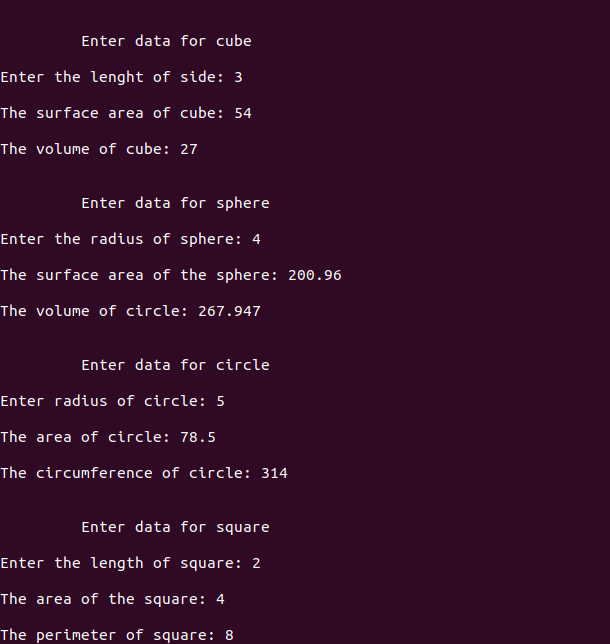 Enter data for cube
Enter the lenght of side: 3
The surface area of cube: 54
The volume of cube: 27
Enter data for sphere
Enter the radius of sphere: 4
The surface area of the sphere: 200.96
The volume of circle: 267.947
Enter data for circle
Enter radius of circle: 5
The area of circle: 78.5
The circumference of circle: 314
Enter data for square
Enter the length of square: 2
The area of the square: 4
The perimeter of square: 8